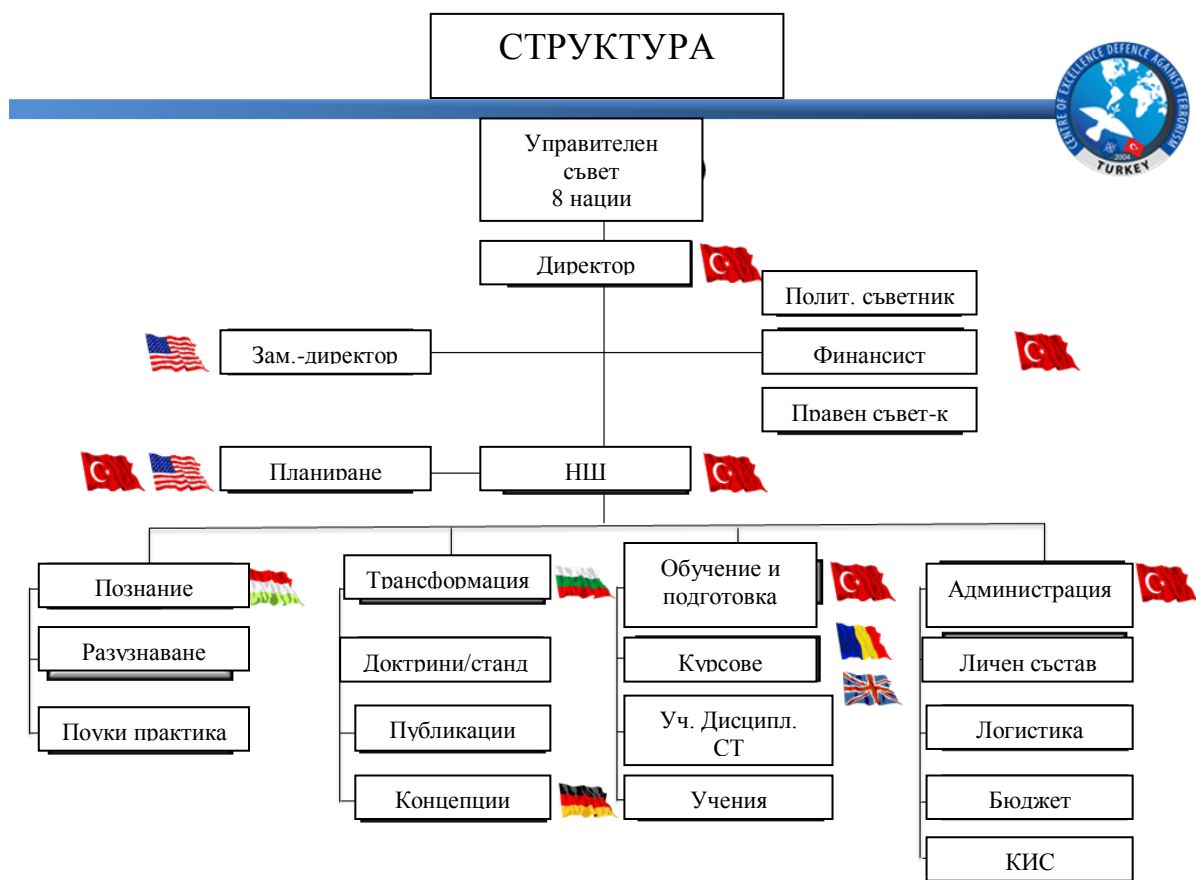 СТРУКТУРА
CENTRE OF EXCELLENCE DEFENCE AGAINST TERRORISM
2004
TURKEY
Управителен
съвет
8 нации
Директор
Полит. съветник
Зам.-директор
Финансист
Правен съвет-к
Планиране
НШ
Познание
Трансформация
Обучение и
подготовка
Администрация
Разузнаване
Доктрини/станд
Курсове
Личен състав
Поуки практика
Публикации
Уч. Дисципл.
СТ
Логистика
Концепции
Учения
Бюджет
КИС